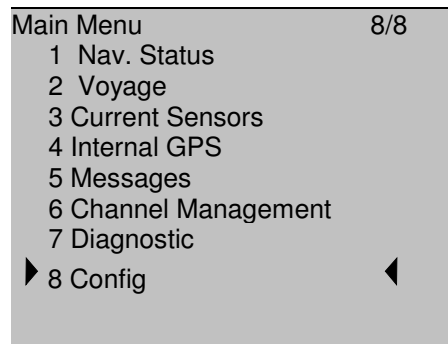 Main Menu 8/8
1 Nav. Status
2 Voyage
3 Current Sensors
4 Internal GPS
5 Messages
6 Channel Management
7 Diagnostic
8 Config